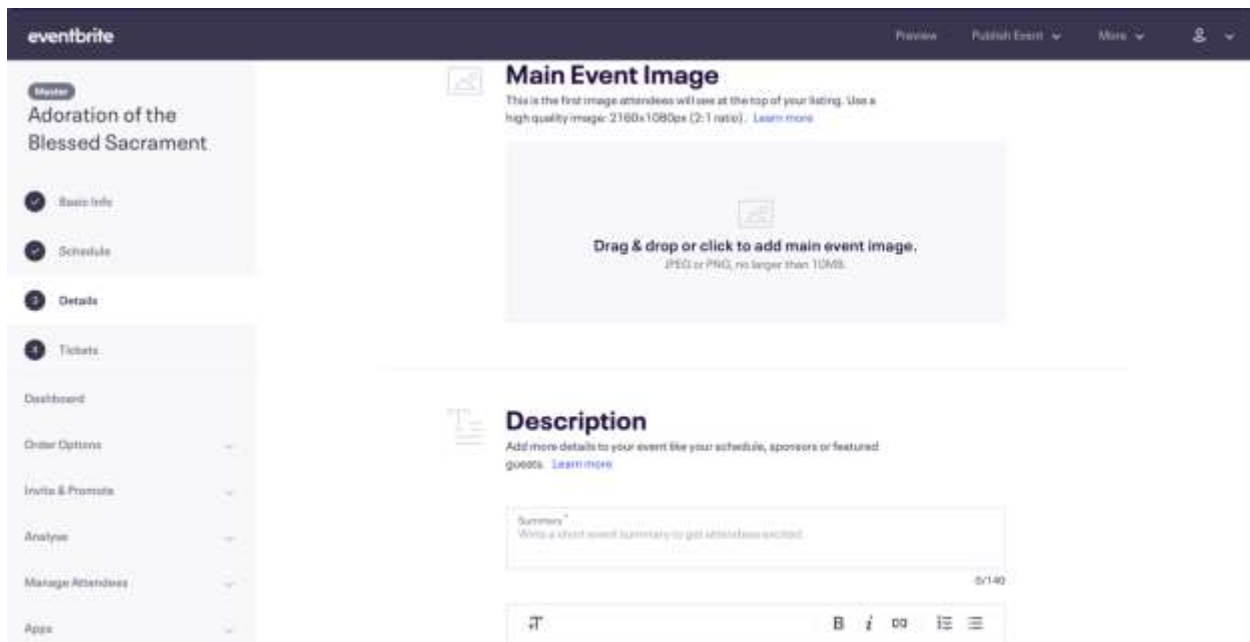 eventbrite
Preview
Publish Event
More
Master
Adoration of the
Blessed Sacrament
Basic Info
Schedule
3
Details
4
Tickets
Dashboard
Order Options
Invite & Promote
Analyse
Manage Attendees
Apps
Main Event Image
This is the first image attendees will see at the top of your listing. Use a
high quality image: 2160x1080px (2:1 ratio). Learn more
Drag & drop or click to add main event image.
JPEG or PNG, no larger than 10MB.
Description
Add more details to your event like your schedule, sponsors or featured
guests. Learn more
Summary*
Write a short event summary to get attendees excited.
0/140
B i